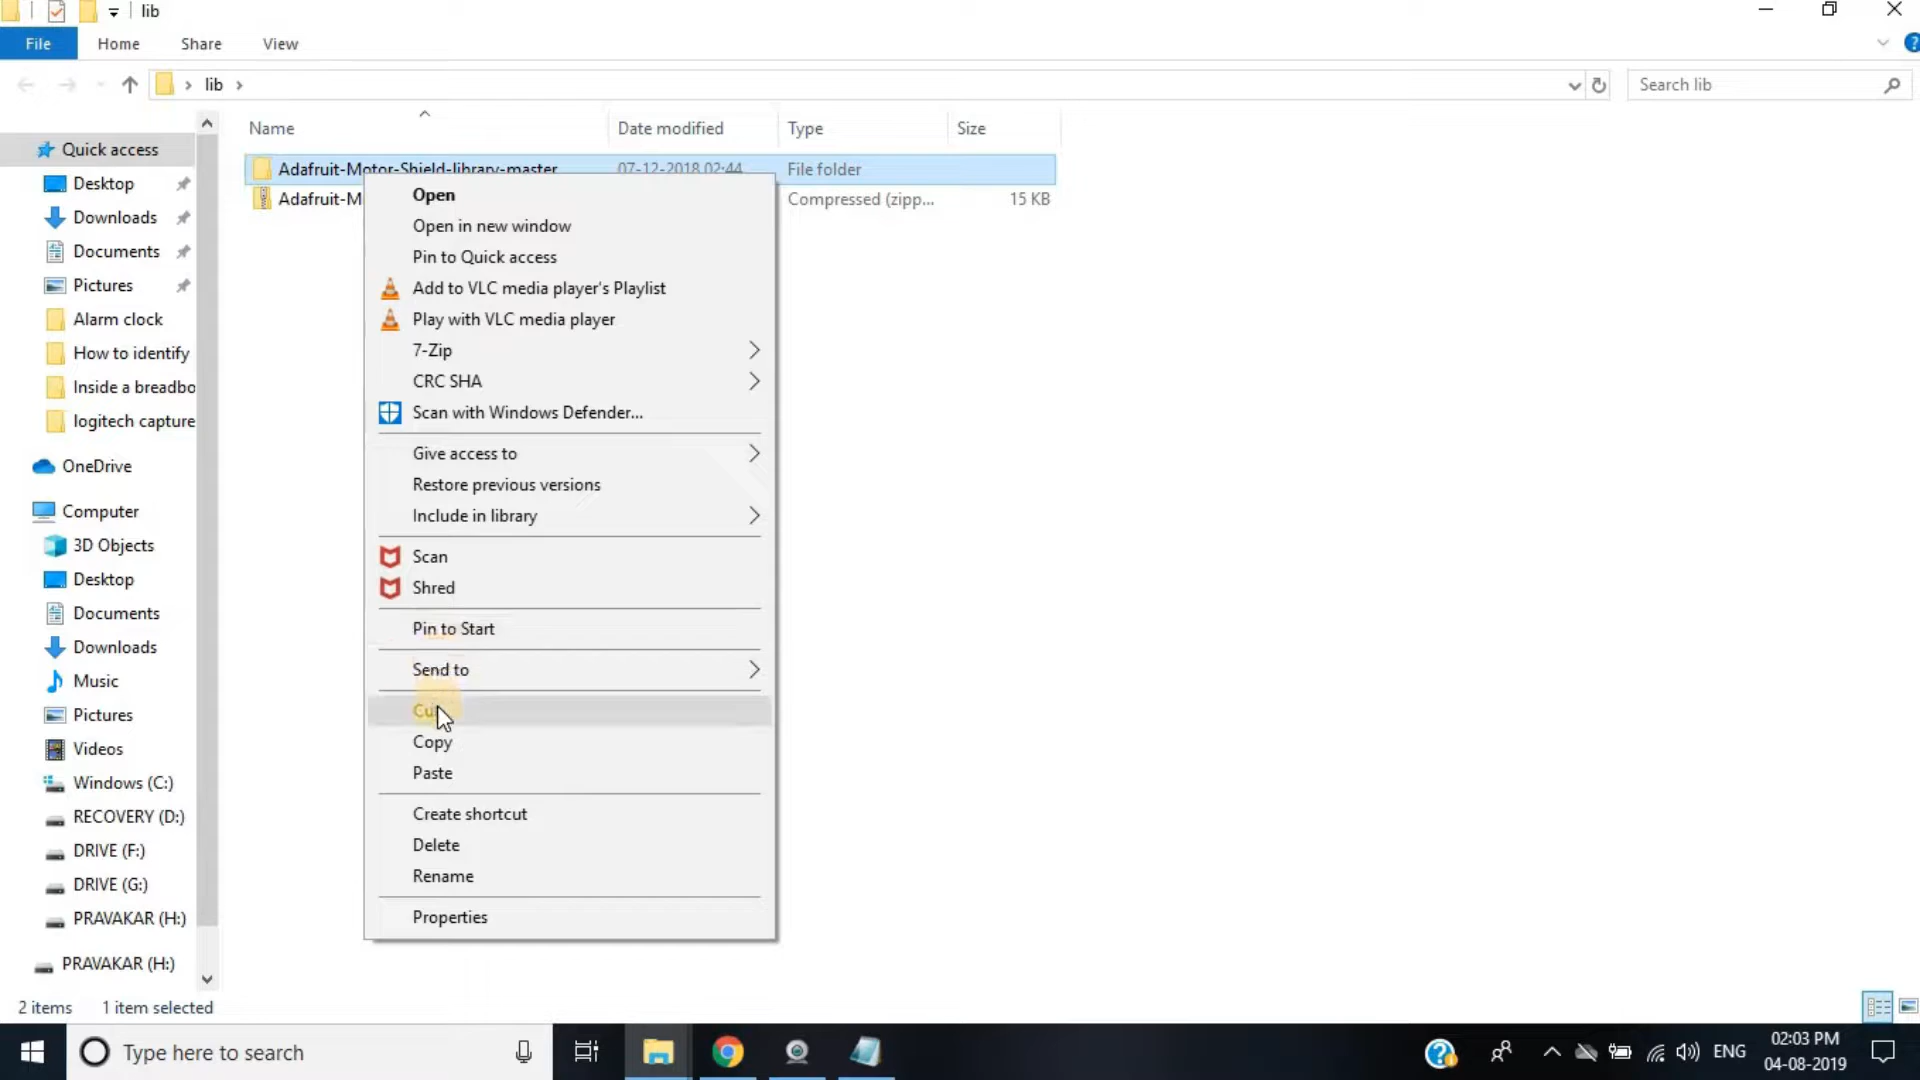 lib
File Home Share View
lib
Search lib
Name Date modified Type Size
Adafruit-Motor-Shield-library-master 07-12-2018 02:44 File folder
Adafruit-M Compressed (zipp... 15 KB
Quick access
Desktop
Downloads
Documents
Pictures
Alarm clock
How to identify
Inside a breadbo
logitech capture
OneDrive
Computer
3D Objects
Desktop
Documents
Downloads
Music
Pictures
Videos
Windows (C:)
RECOVERY (D:)
DRIVE (F:)
DRIVE (G:)
PRAVAKAR (H:)
PRAVAKAR (H:)
Open
Open in new window
Pin to Quick access
Add to VLC media player's Playlist
Play with VLC media player
7-Zip
CRC SHA
Scan with Windows Defender...
Give access to
Restore previous versions
Include in library
Scan
Shred
Pin to Start
Send to
Cut
Copy
Paste
Create shortcut
Delete
Rename
Properties
2 items 1 item selected
Type here to search
ENG
02:03 PM
04-08-2019